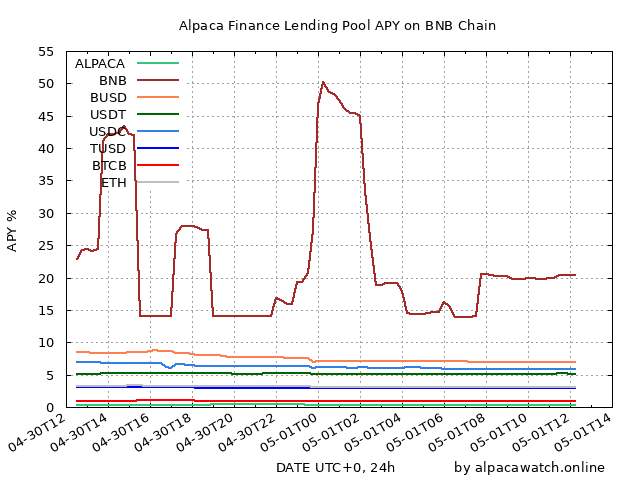 Alpaca Finance Lending Pool APY on BNB Chain
55
50
45
40
35
30
25
20
15
10
5
0
APY %
ALPACA
BNB
BUSD
USDT
USDC
TUSD
BTCB
ETH
04-30T12
04-30T14
04-30T16
04-30T18
04-30T20
04-30T22
05-01T00
05-01T02
05-01T04
05-01T06
05-01T08
05-01T10
05-01T12
05-01T14
DATE UTC+0, 24h
by alpacawatch.online